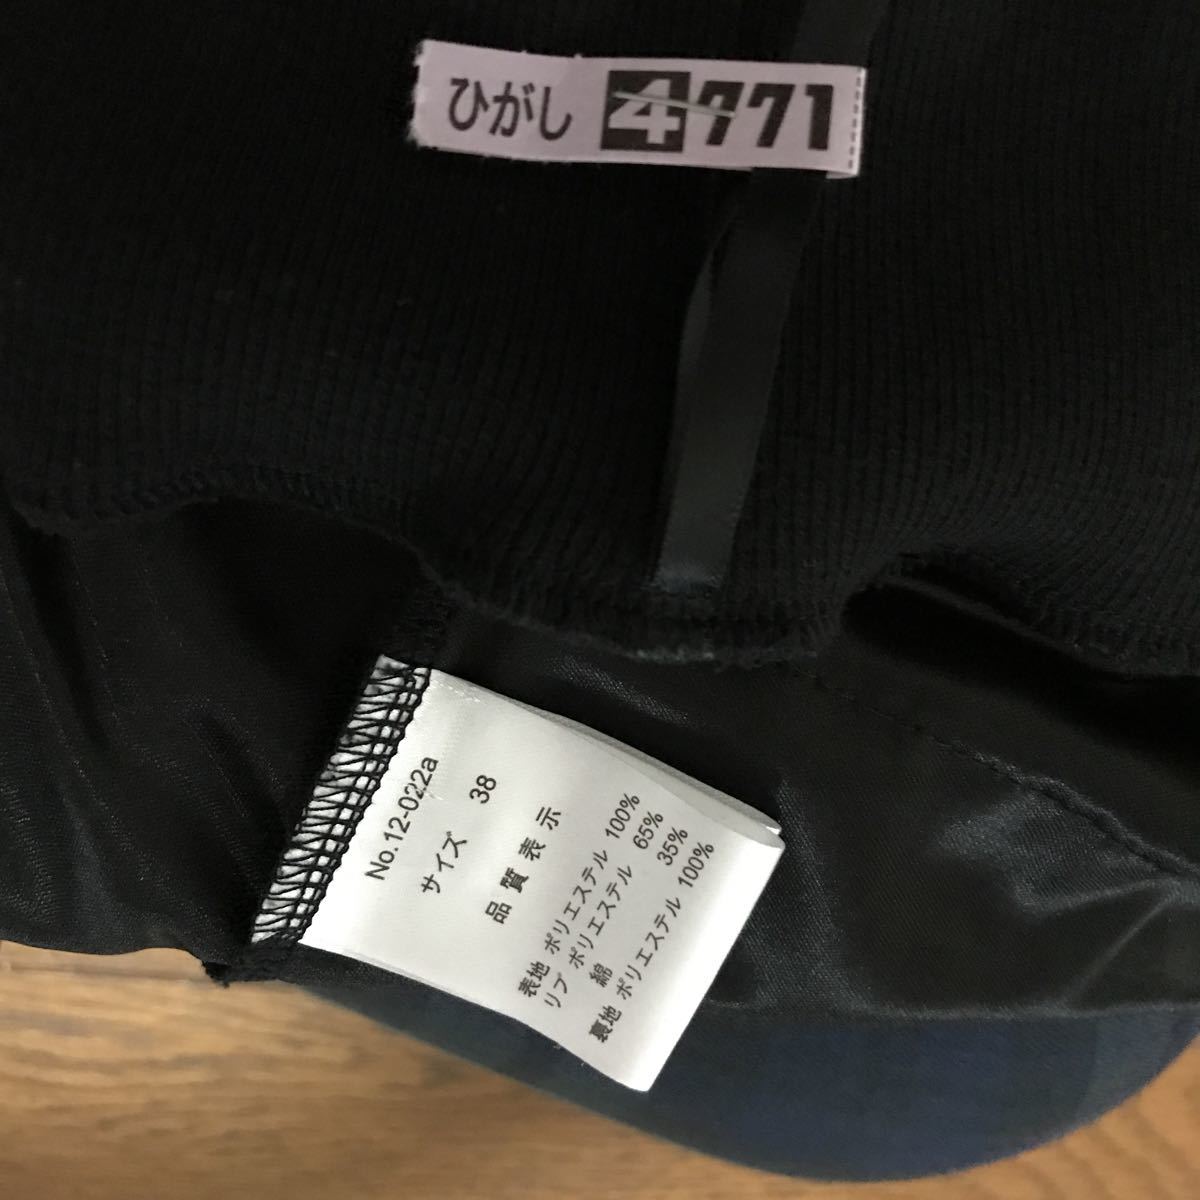 ひがし 4771
No.12-022a
サイズ 38
品質表示
表地 ポリエステル 100%
リブ ポリエステル 65%
綿 35%
裏地 ポリエステル 100%